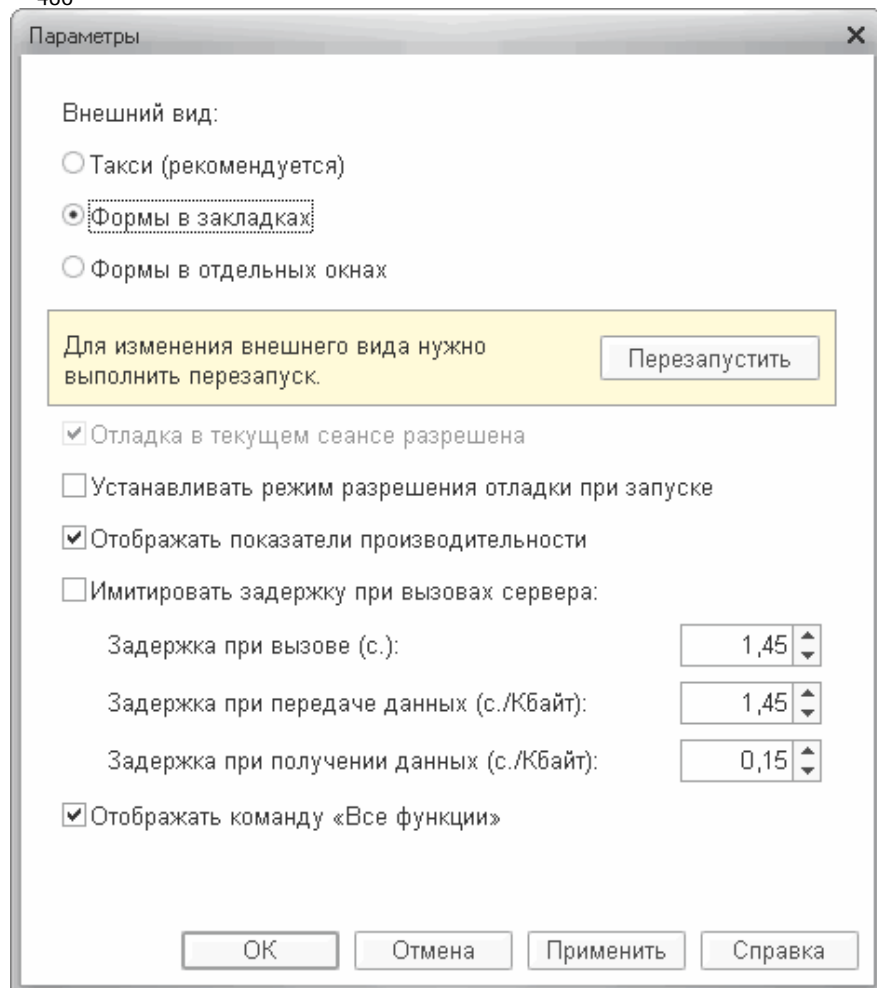 Параметры
Внешний вид:
Такси (рекомендуется)
Формы в закладках
Формы в отдельных окнах
Для изменения внешнего вида нужно
выполнить перезапуск.
Перезапустить
Отладка в текущем сеансе разрешена
Устанавливать режим разрешения отладки при запуске
Отображать показатели производительности
Имитировать задержку при вызовах сервера:
Задержка при вызове (с.): 1,45
Задержка при передаче данных (с./Кбайт): 1,45
Задержка при получении данных (с./Кбайт): 0,15
Отображать команду «Все функции»
ОК Отмена Применить Справка